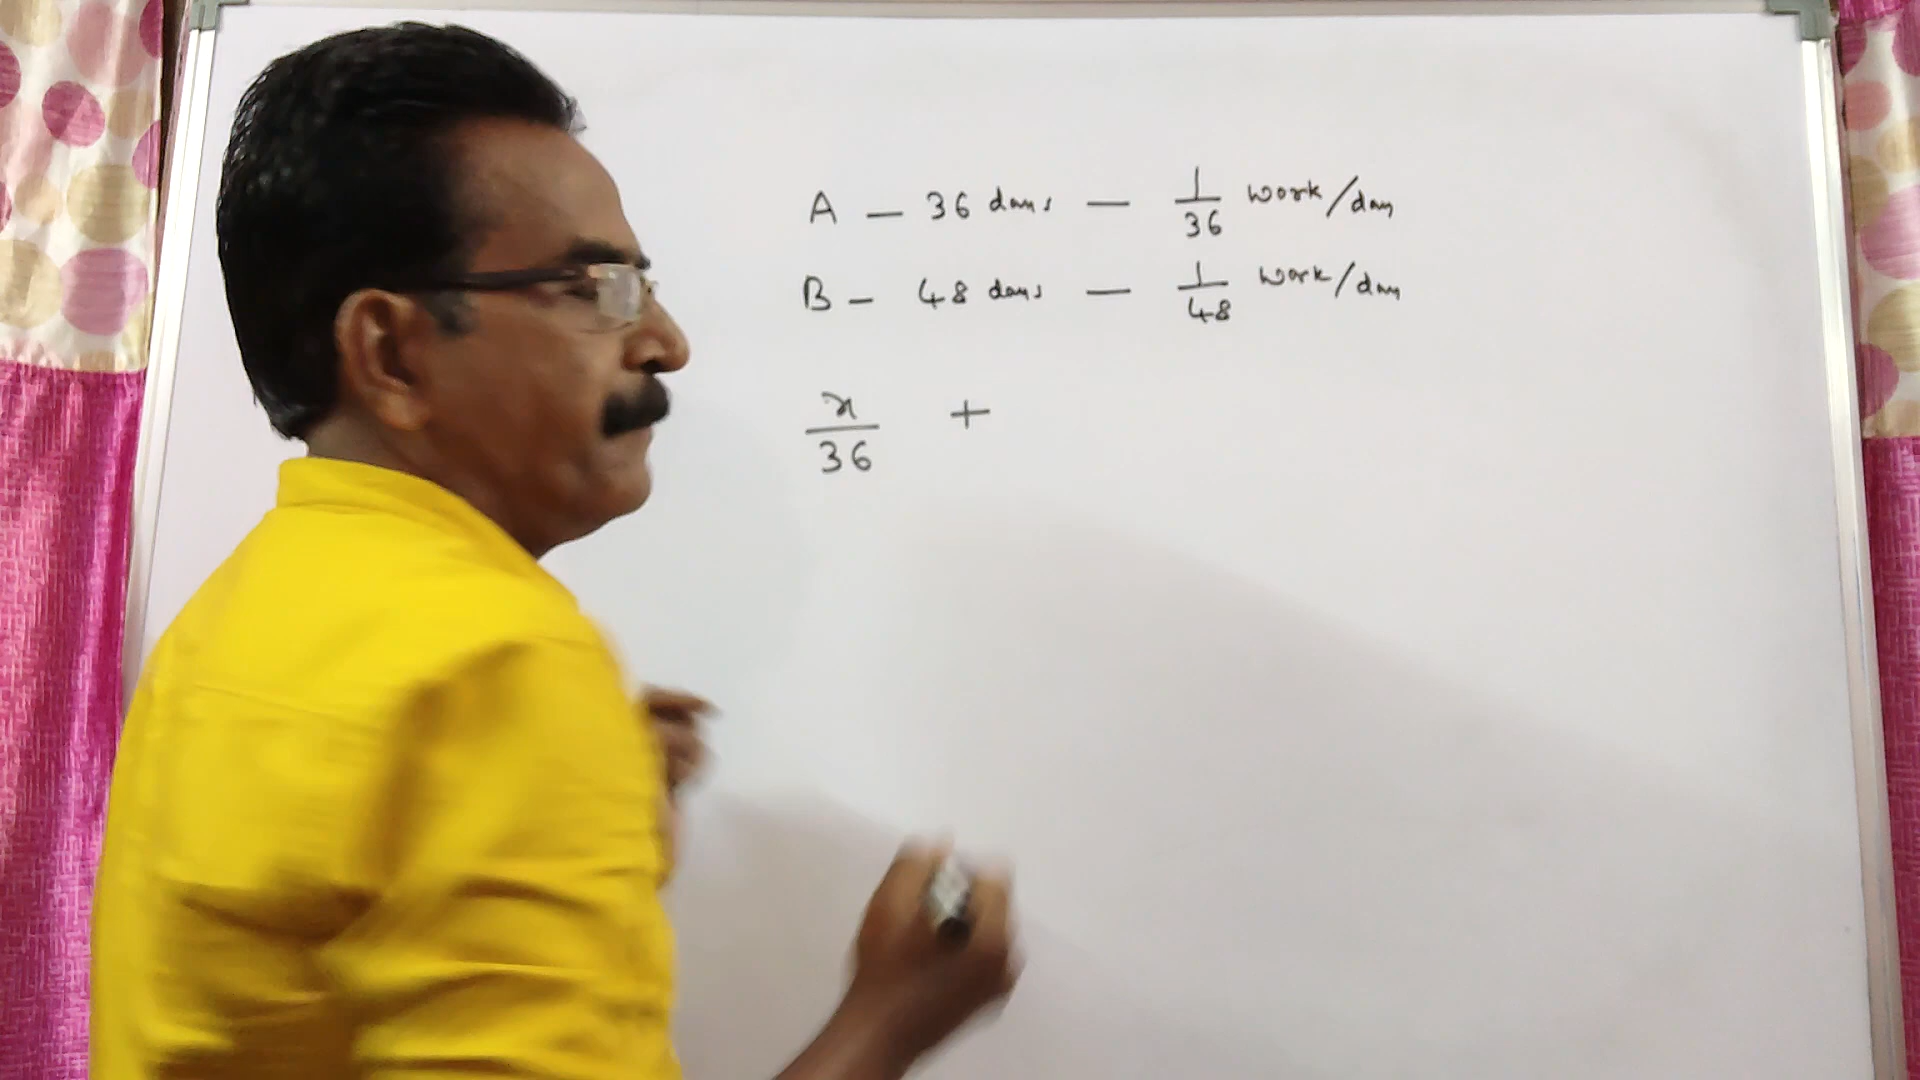 A — 36 days — 1/36 work/day
B — 48 days — 1/48 work/day
x/36 +